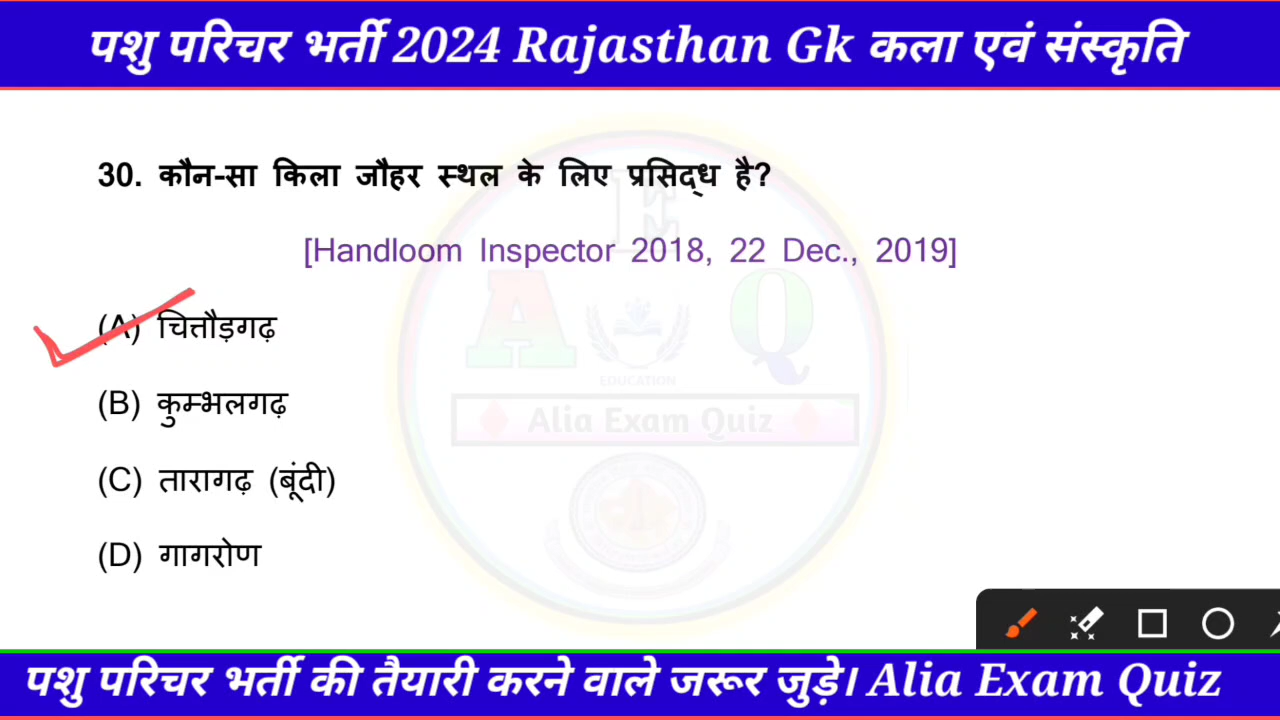 पशु परिचर भर्ती 2024 Rajasthan Gk कला एवं संस्कृति
30. कौन-सा किला जौहर स्थल के लिए प्रसिद्ध है?
[Handloom Inspector 2018, 22 Dec., 2019]
(A) चित्तौड़गढ़
(B) कुम्भलगढ़
(C) तारागढ़ (बूंदी)
(D) गागरोण
E
A Q
EDUCATION
Alia Exam Quiz
पशु परिचर भर्ती की तैयारी करने वाले जरूर जुड़े। Alia Exam Quiz